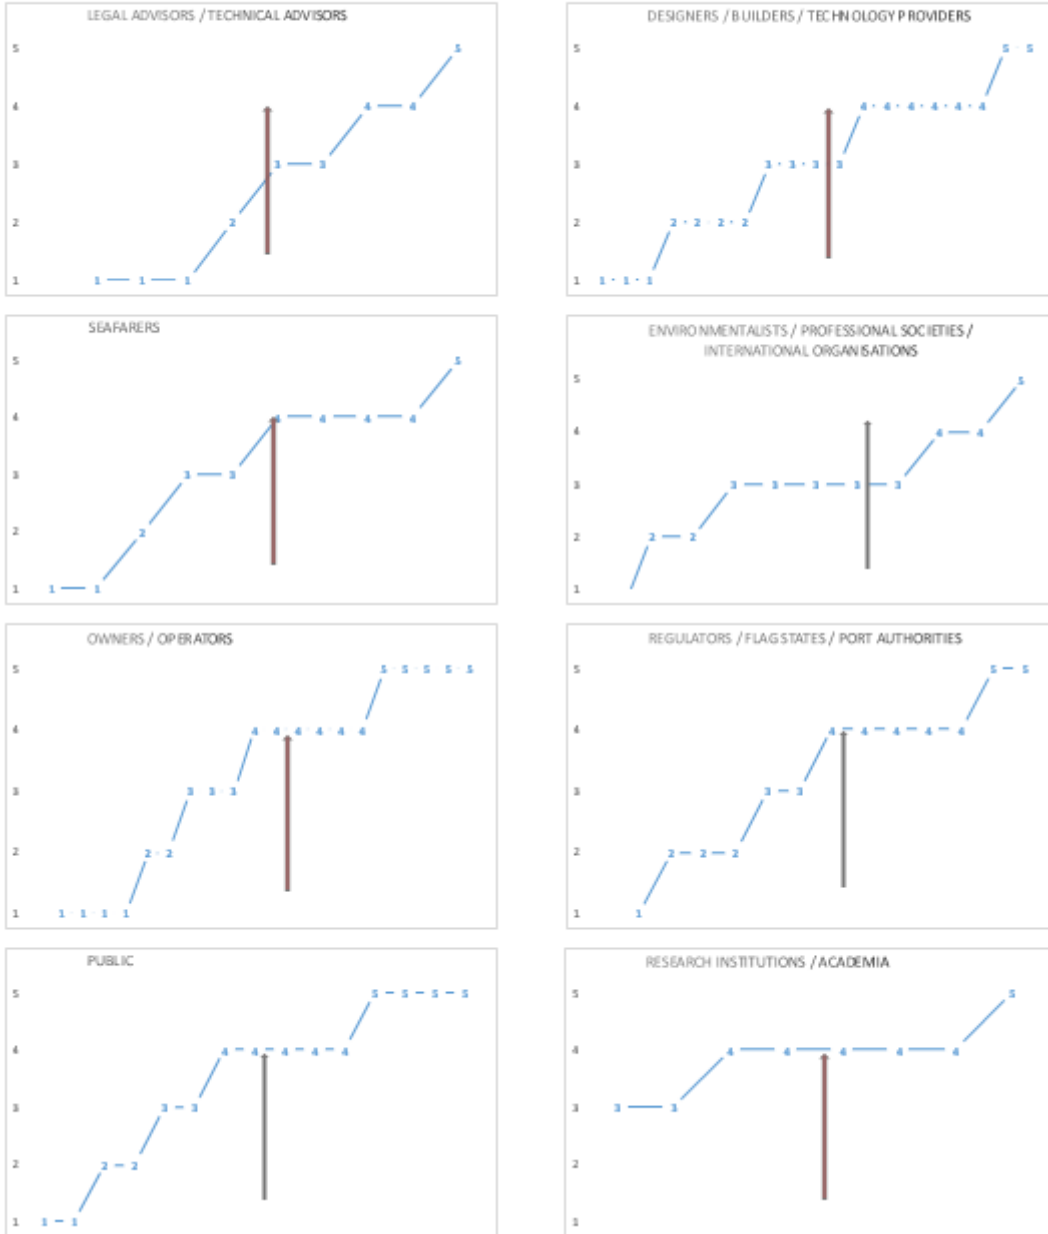 LEGAL ADVISORS / TECHNICAL ADVISORS
5 5
4 4 4
3 3 3
2 2
1 1 1 1
DESIGNERS / BUILDERS / TECHNOLOGY PROVIDERS
5 5 5
4 4 4 4 4 4 4
3 3 3 3 3
2 2 2 2 2
1 1 1 1
SEAFARERS
5 5
4 4 4 4 4
3 3 3
2 2
1 1 1
ENVIRONMENTALISTS / PROFESSIONAL SOCIETIES /
INTERNATIONAL ORGANISATIONS
5 5
4 4 4
3 3 3 3 3 3
2 2 2
1
OWNERS / OPERATORS
5 5 5 5 5 5
4 4 4 4 4 4 4
3 3 3 3
2 2 2
1 1 1 1 1
REGULATORS / FLAG STATES / PORT AUTHORITIES
5 5 5
4 4 4 4 4 4
3 3 3
2 2 2 2
1 1
PUBLIC
5 5 5 5 5
4 4 4 4 4 4
3 3 3
2 2 2
1 1 1
RESEARCH INSTITUTIONS / ACADEMIA
5 5
4 4 4 4 4 4
3 3 3
2
1